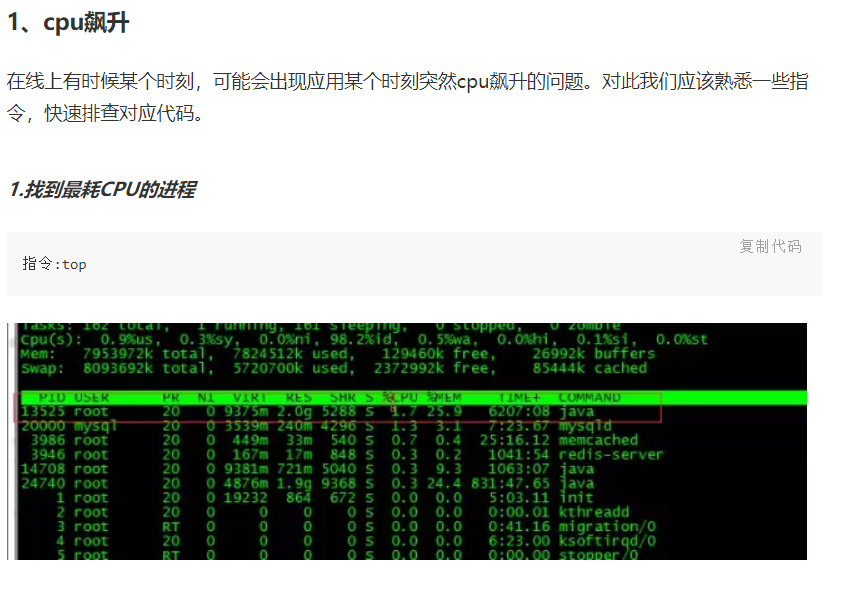 1、cpu飙升
在线上有时候某个时刻，可能会出现应用某个时刻突然cpu飙升的问题。对此我们应该熟悉一些指
令，快速排查对应代码。
1.找到最耗CPU的进程
复制代码
指令:top
Tasks: 162 total, 1 running, 161 sleeping, 0 stopped, 0 zombie
Cpu(s): 0.9%us, 0.3%sy, 0.0%ni, 98.2%id, 0.5%wa, 0.0%hi, 0.1%si, 0.0%st
Mem: 7953972k total, 7824512k used, 129460k free, 26992k buffers
Swap: 8093692k total, 5720700k used, 2372992k free, 85444k cached
PID USER PR NI VIRT RES SHR S %CPU %MEM TIME+ COMMAND
13525 root 20 0 9375m 2.0g 5288 S 1.7 25.9 6207:08 java
20000 mysql 20 0 3539m 240m 4296 S 1.3 3.1 7:23.67 mysqld
3986 root 20 0 449m 33m 540 S 0.7 0.4 25:16.12 memcached
3946 root 20 0 167m 17m 848 S 0.3 0.2 1041:54 redis-server
14708 root 20 0 9381m 721m 5040 S 0.3 9.3 1063:07 java
24740 root 20 0 4876m 1.9g 9368 S 0.3 24.4 831:47.65 java
1 root 20 0 19232 864 672 S 0.0 0.0 5:03.11 init
2 root 20 0 0 0 0 S 0.0 0.0 0:00.01 kthreadd
3 root RT 0 0 0 0 S 0.0 0.0 0:41.16 migration/0
4 root 20 0 0 0 0 S 0.0 0.0 6:23.00 ksoftirqd/0
5 root RT 0 0 0 0 S 0.0 0.0 0:00.00 stopper/0